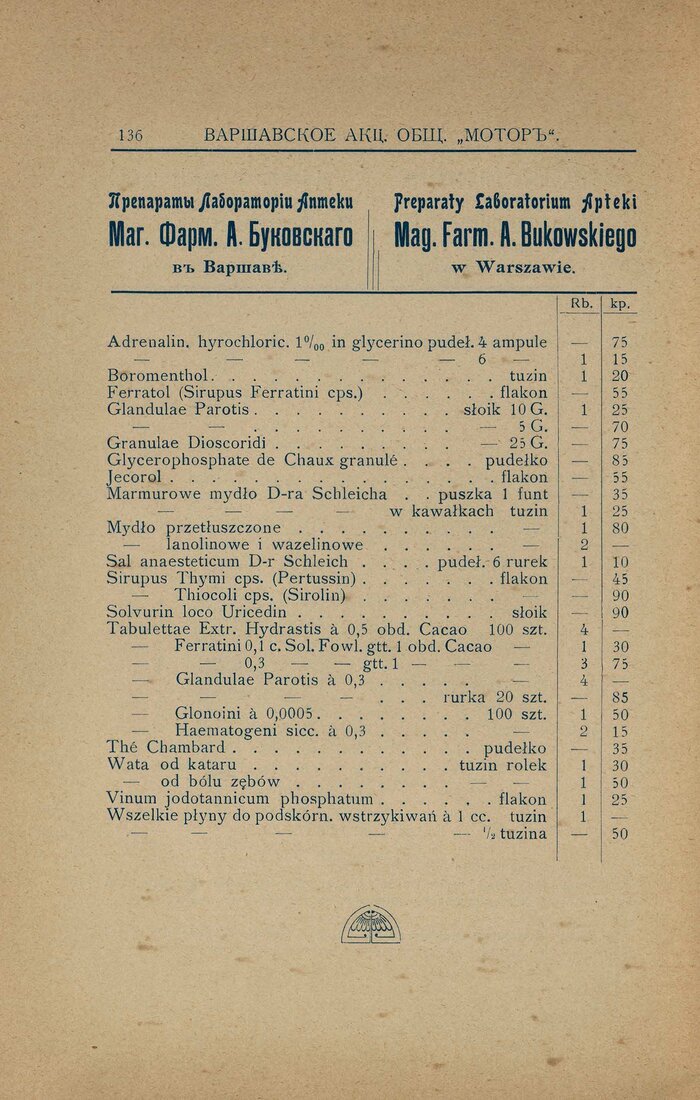 136 ВАРШАВСКОЕ АКЦ. ОБЩ. „МОТОРЪ“.
Препараты Лабораторіи Аптеки
Маг. Фарм. А. Буковскаго
въ Варшавѣ.
Preparaty Laboratorium Apteki
Mag. Farm. A. Bukowskiego
w Warszawie.
Rb. kp.
Adrenalin. hyrochloric. 1⁰/₀₀ in glycerino pudeł. 4 ampule — 75
— — — — — 6 — 1 15
Boromenthol. . . . . . . . . . . . . . tuzin 1 20
Ferratol (Sirupus Ferratini cps.) . . . . . flakon — 55
Glandulae Parotis . . . . . . . . . słoik 10 G. 1 25
— — . . . . . . . . . — 5 G. — 70
Granulae Dioscoridi . . . . . . . . — 25 G. — 75
Glycerophosphate de Chaux granulé . . . . pudełko — 85
Jecorol . . . . . . . . . . . . . . flakon — 55
Marmurowe mydło D-ra Schleicha . . puszka 1 funt — 35
— — — — w kawałkach tuzin 1 25
Mydło przetłuszczone . . . . . . . . . — 1 80
— lanolinowe i wazelinowe . . . . . . — 2 —
Sal anaesteticum D-r Schleich . . . . pudeł. 6 rurek 1 10
Sirupus Thymi cps. (Pertussin) . . . . . . flakon — 45
— Thiocoli cps. (Sirolin) . . . . . . . — — 90
Solvurin loco Uricedin . . . . . . . . . słoik — 90
Tabulettae Extr. Hydrastis à 0,5 obd. Cacao 100 szt. 4 —
— Ferratini 0,1 c. Sol. Fowl. gtt. 1 obd. Cacao — 1 30
— — 0,3 — — gtt. 1 — — — 3 75
— Glandulae Parotis à 0,3 . . . . . — 4 —
— — — — . . . rurka 20 szt. — 85
— Glonoini à 0,0005 . . . . . . . 100 szt. 1 50
— Haematogeni sicc. à 0,3 . . . . . — 2 15
Thé Chambard . . . . . . . . . . . pudełko — 35
Wata od kataru . . . . . . . . . . tuzin rolek 1 30
— od bólu zębów . . . . . . . . — — 1 50
Vinum jodotannicum phosphatum . . . . . flakon 1 25
Wszelkie płyny do podskórn. wstrzykiwań à 1 cc. tuzin 1 —
— — — — — ½ tuzina — 50